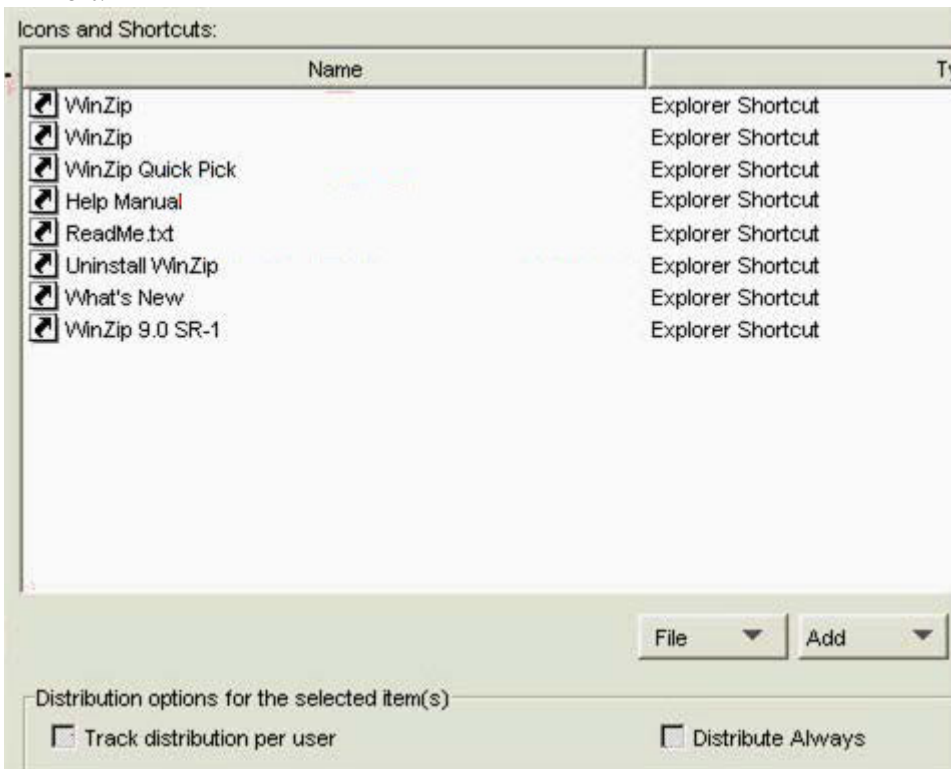 Icons and Shortcuts:
Name
WinZip Explorer Shortcut
WinZip Explorer Shortcut
WinZip Quick Pick Explorer Shortcut
Help Manual Explorer Shortcut
ReadMe.txt Explorer Shortcut
Uninstall WinZip Explorer Shortcut
What's New Explorer Shortcut
WinZip 9.0 SR-1 Explorer Shortcut
File Add
Distribution options for the selected item(s)
Track distribution per user Distribute Always